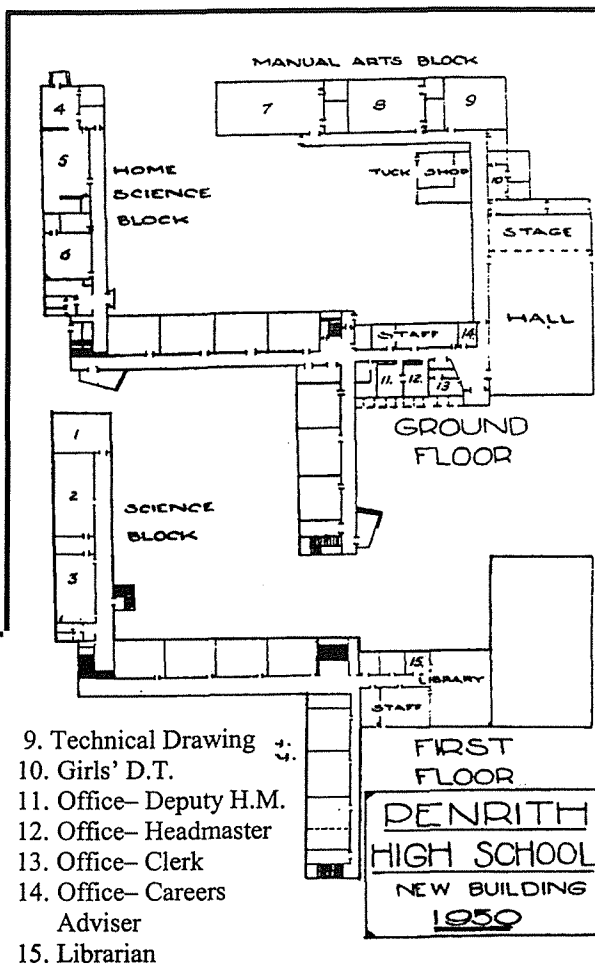 MANUAL ARTS BLOCK
4
7
8
9
5
HOME
SCIENCE
BLOCK
TUCK SHOP
10
6
STAGE
HALL
STAFF
14.
11.
12.
13
GROUND
FLOOR
1
2
SCIENCE
BLOCK
3
15.
LIBRARY
STAFF
FIRST
FLOOR
9. Technical Drawing
10. Girls' D.T.
11. Office– Deputy H.M.
12. Office– Headmaster
13. Office– Clerk
14. Office– Careers
Adviser
15. Librarian
PENRITH
HIGH SCHOOL
NEW BUILDING
1950